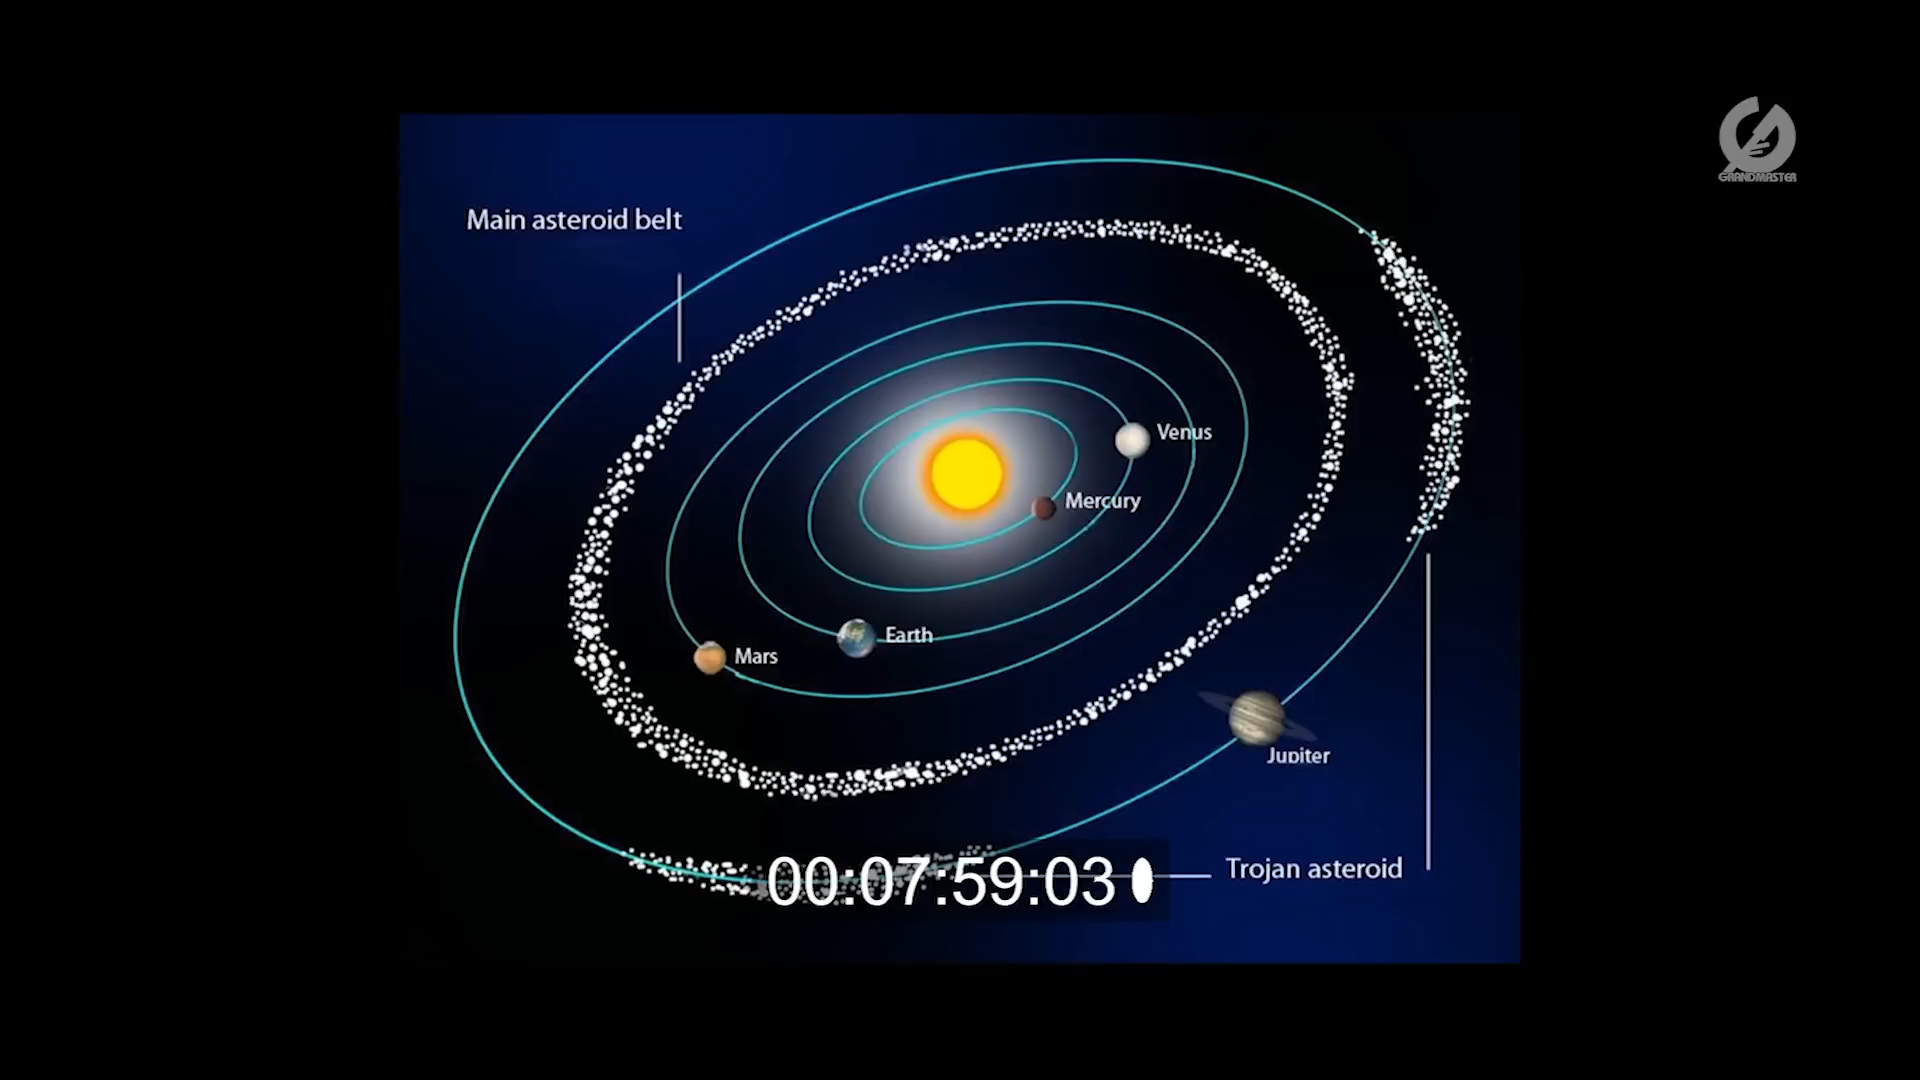 GRANDMASTER
Main asteroid belt
Venus
Mercury
Earth
Mars
Jupiter
Trojan asteroid
00:07:59:03